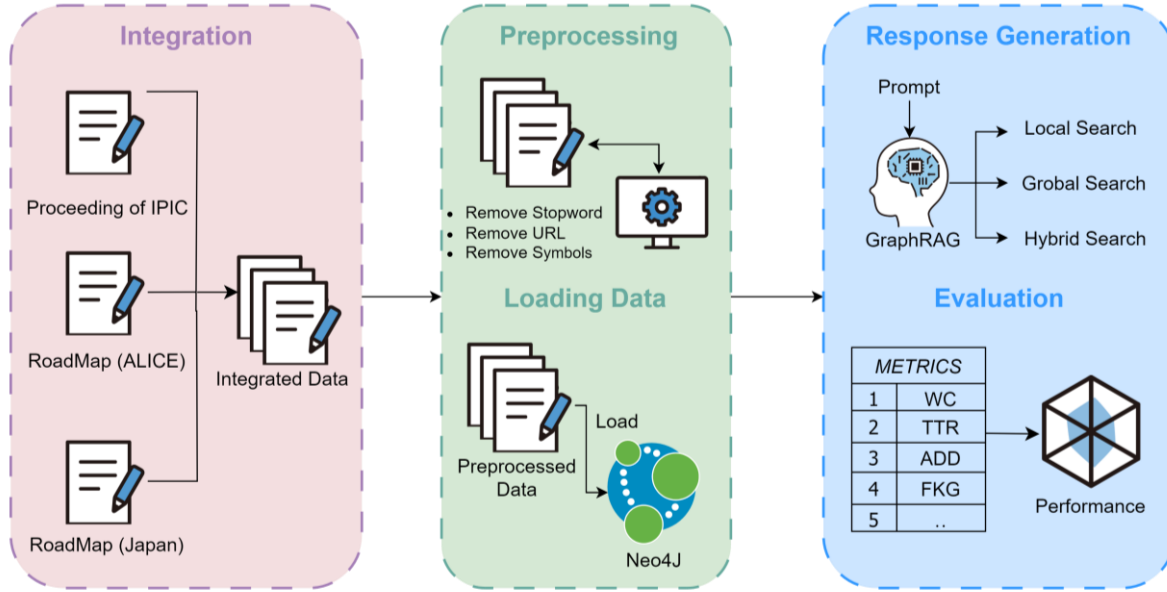 Integration
Proceeding of IPIC
RoadMap (ALICE)
Integrated Data
RoadMap (Japan)
Preprocessing
Remove Stopword
Remove URL
Remove Symbols
Loading Data
Load
Preprocessed
Data
Neo4J
Response Generation
Prompt
GraphRAG
Local Search
Grobal Search
Hybrid Search
Evaluation
METRICS
1 WC
2 TTR
3 ADD
4 FKG
5 ..
Performance